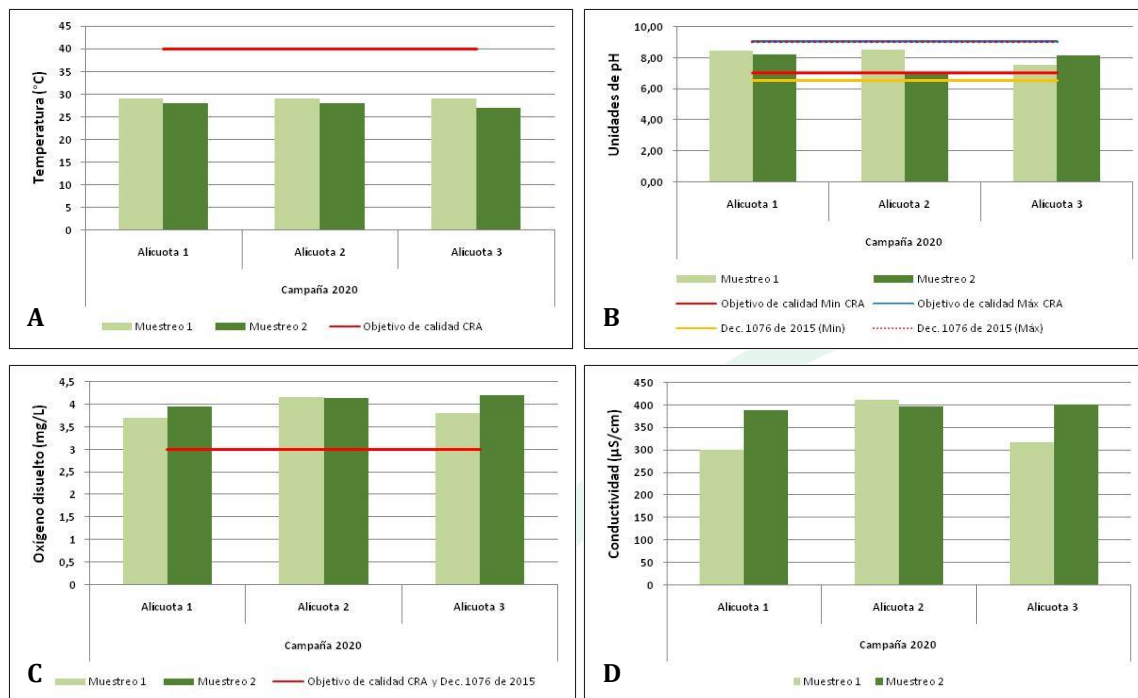 45
40
35
30
25
20
15
10
5
0
Temperatura (°C)
Alicuota 1 Alicuota 2 Alicuota 3
Campaña 2020
A
Muestreo 1 Muestreo 2 Objetivo de calidad CRA
10,00
8,00
6,00
4,00
2,00
0,00
Unidades de pH
Alicuota 1 Alicuota 2 Alicuota 3
Campaña 2020
Muestreo 1 Muestreo 2
Objetivo de calidad Min CRA Objetivo de calidad Máx CRA
B
Dec. 1076 de 2015 (Min) Dec. 1076 de 2015 (Máx)
4,5
4
3,5
3
2,5
2
1,5
1
0,5
0
Oxígeno disuelto (mg/L)
Alicuota 1 Alicuota 2 Alicuota 3
Campaña 2020
C
Muestreo 1 Muestreo 2 Objetivo de calidad CRA y Dec. 1076 de 2015
450
400
350
300
250
200
150
100
50
0
Conductividad (µS/cm)
Alicuota 1 Alicuota 2 Alicuota 3
Campaña 2020
D
Muestreo 1 Muestreo 2